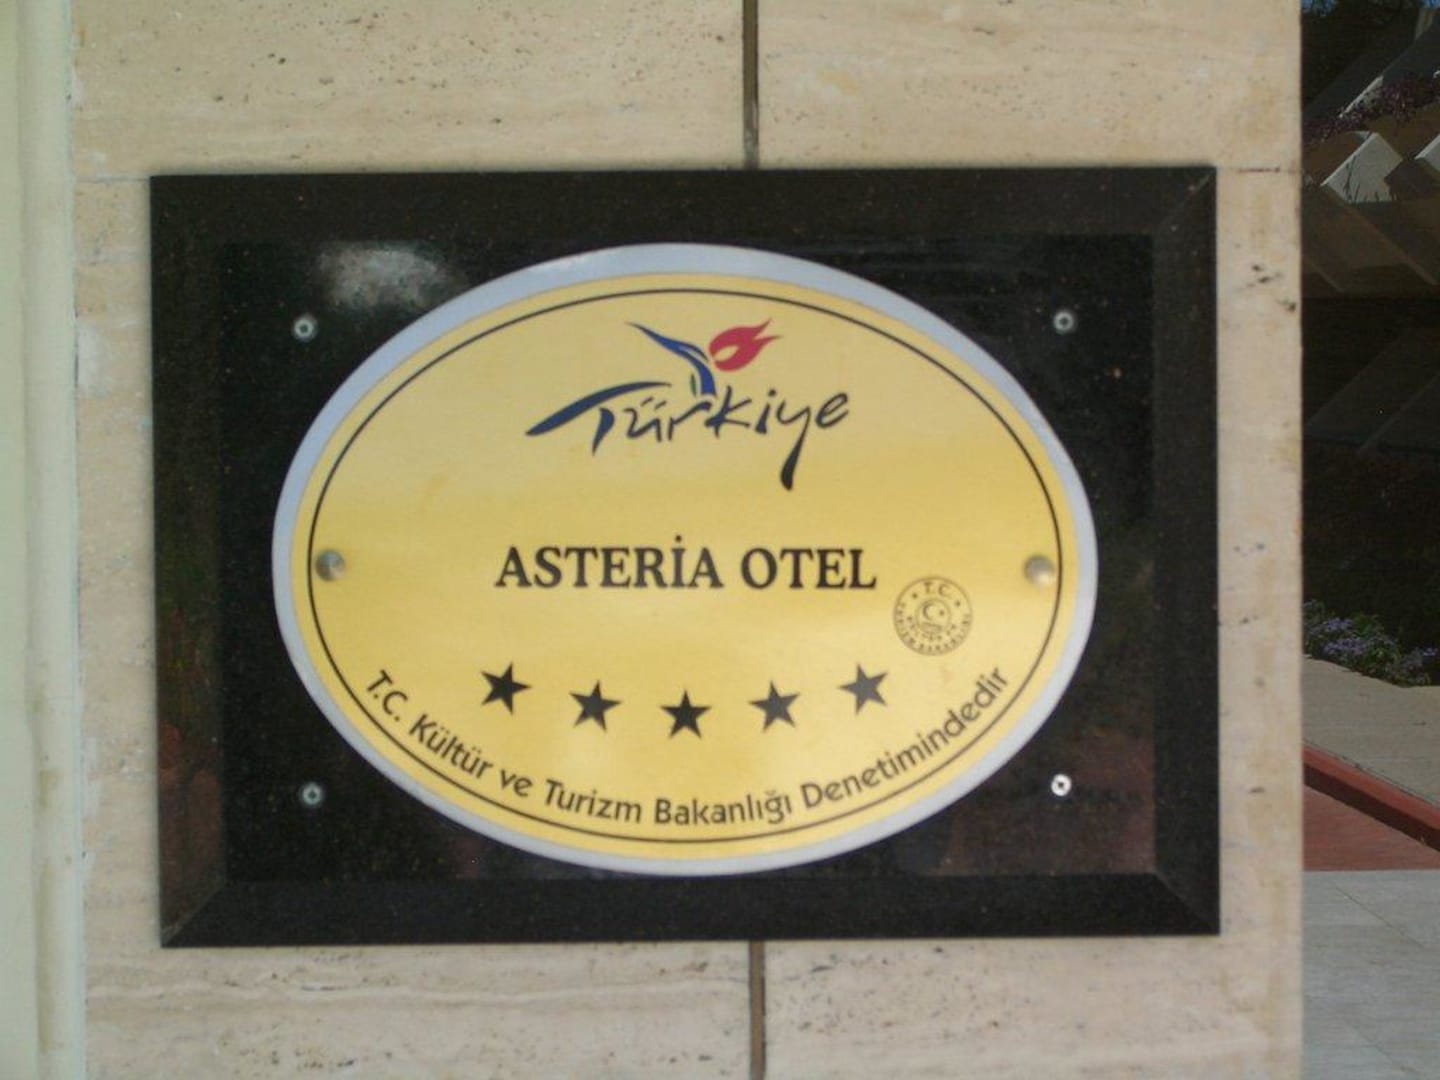 Türkiye
ASTERİA OTEL
T.C.
T.C. Kültür ve Turizm Bakanlığı Denetimindedir